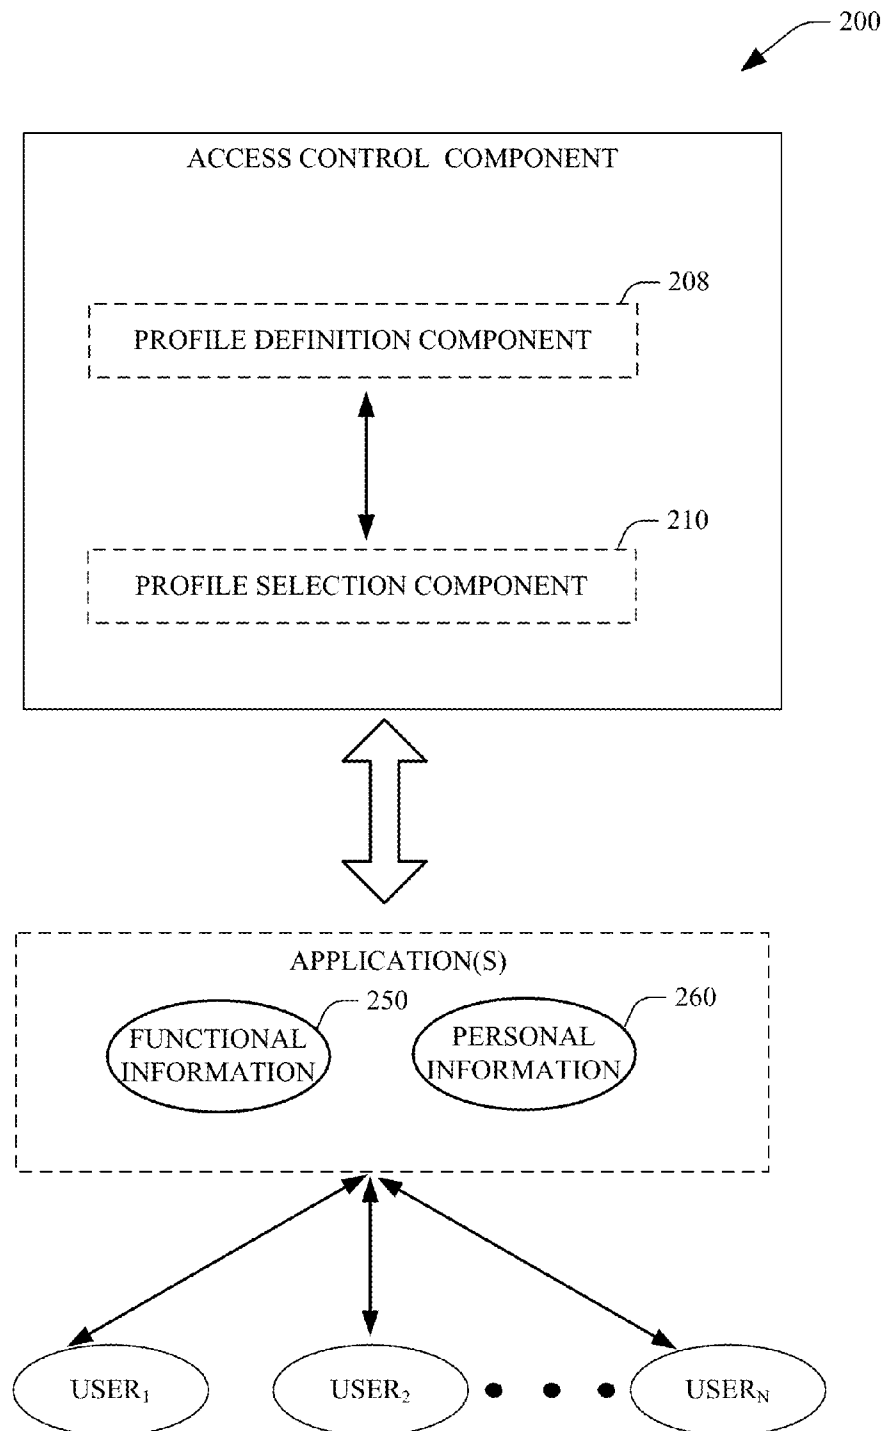 200
ACCESS CONTROL COMPONENT
208
PROFILE DEFINITION COMPONENT
210
PROFILE SELECTION COMPONENT
APPLICATION(S)
250
260
FUNCTIONAL
INFORMATION
PERSONAL
INFORMATION
USER₁
USER₂
USER_N